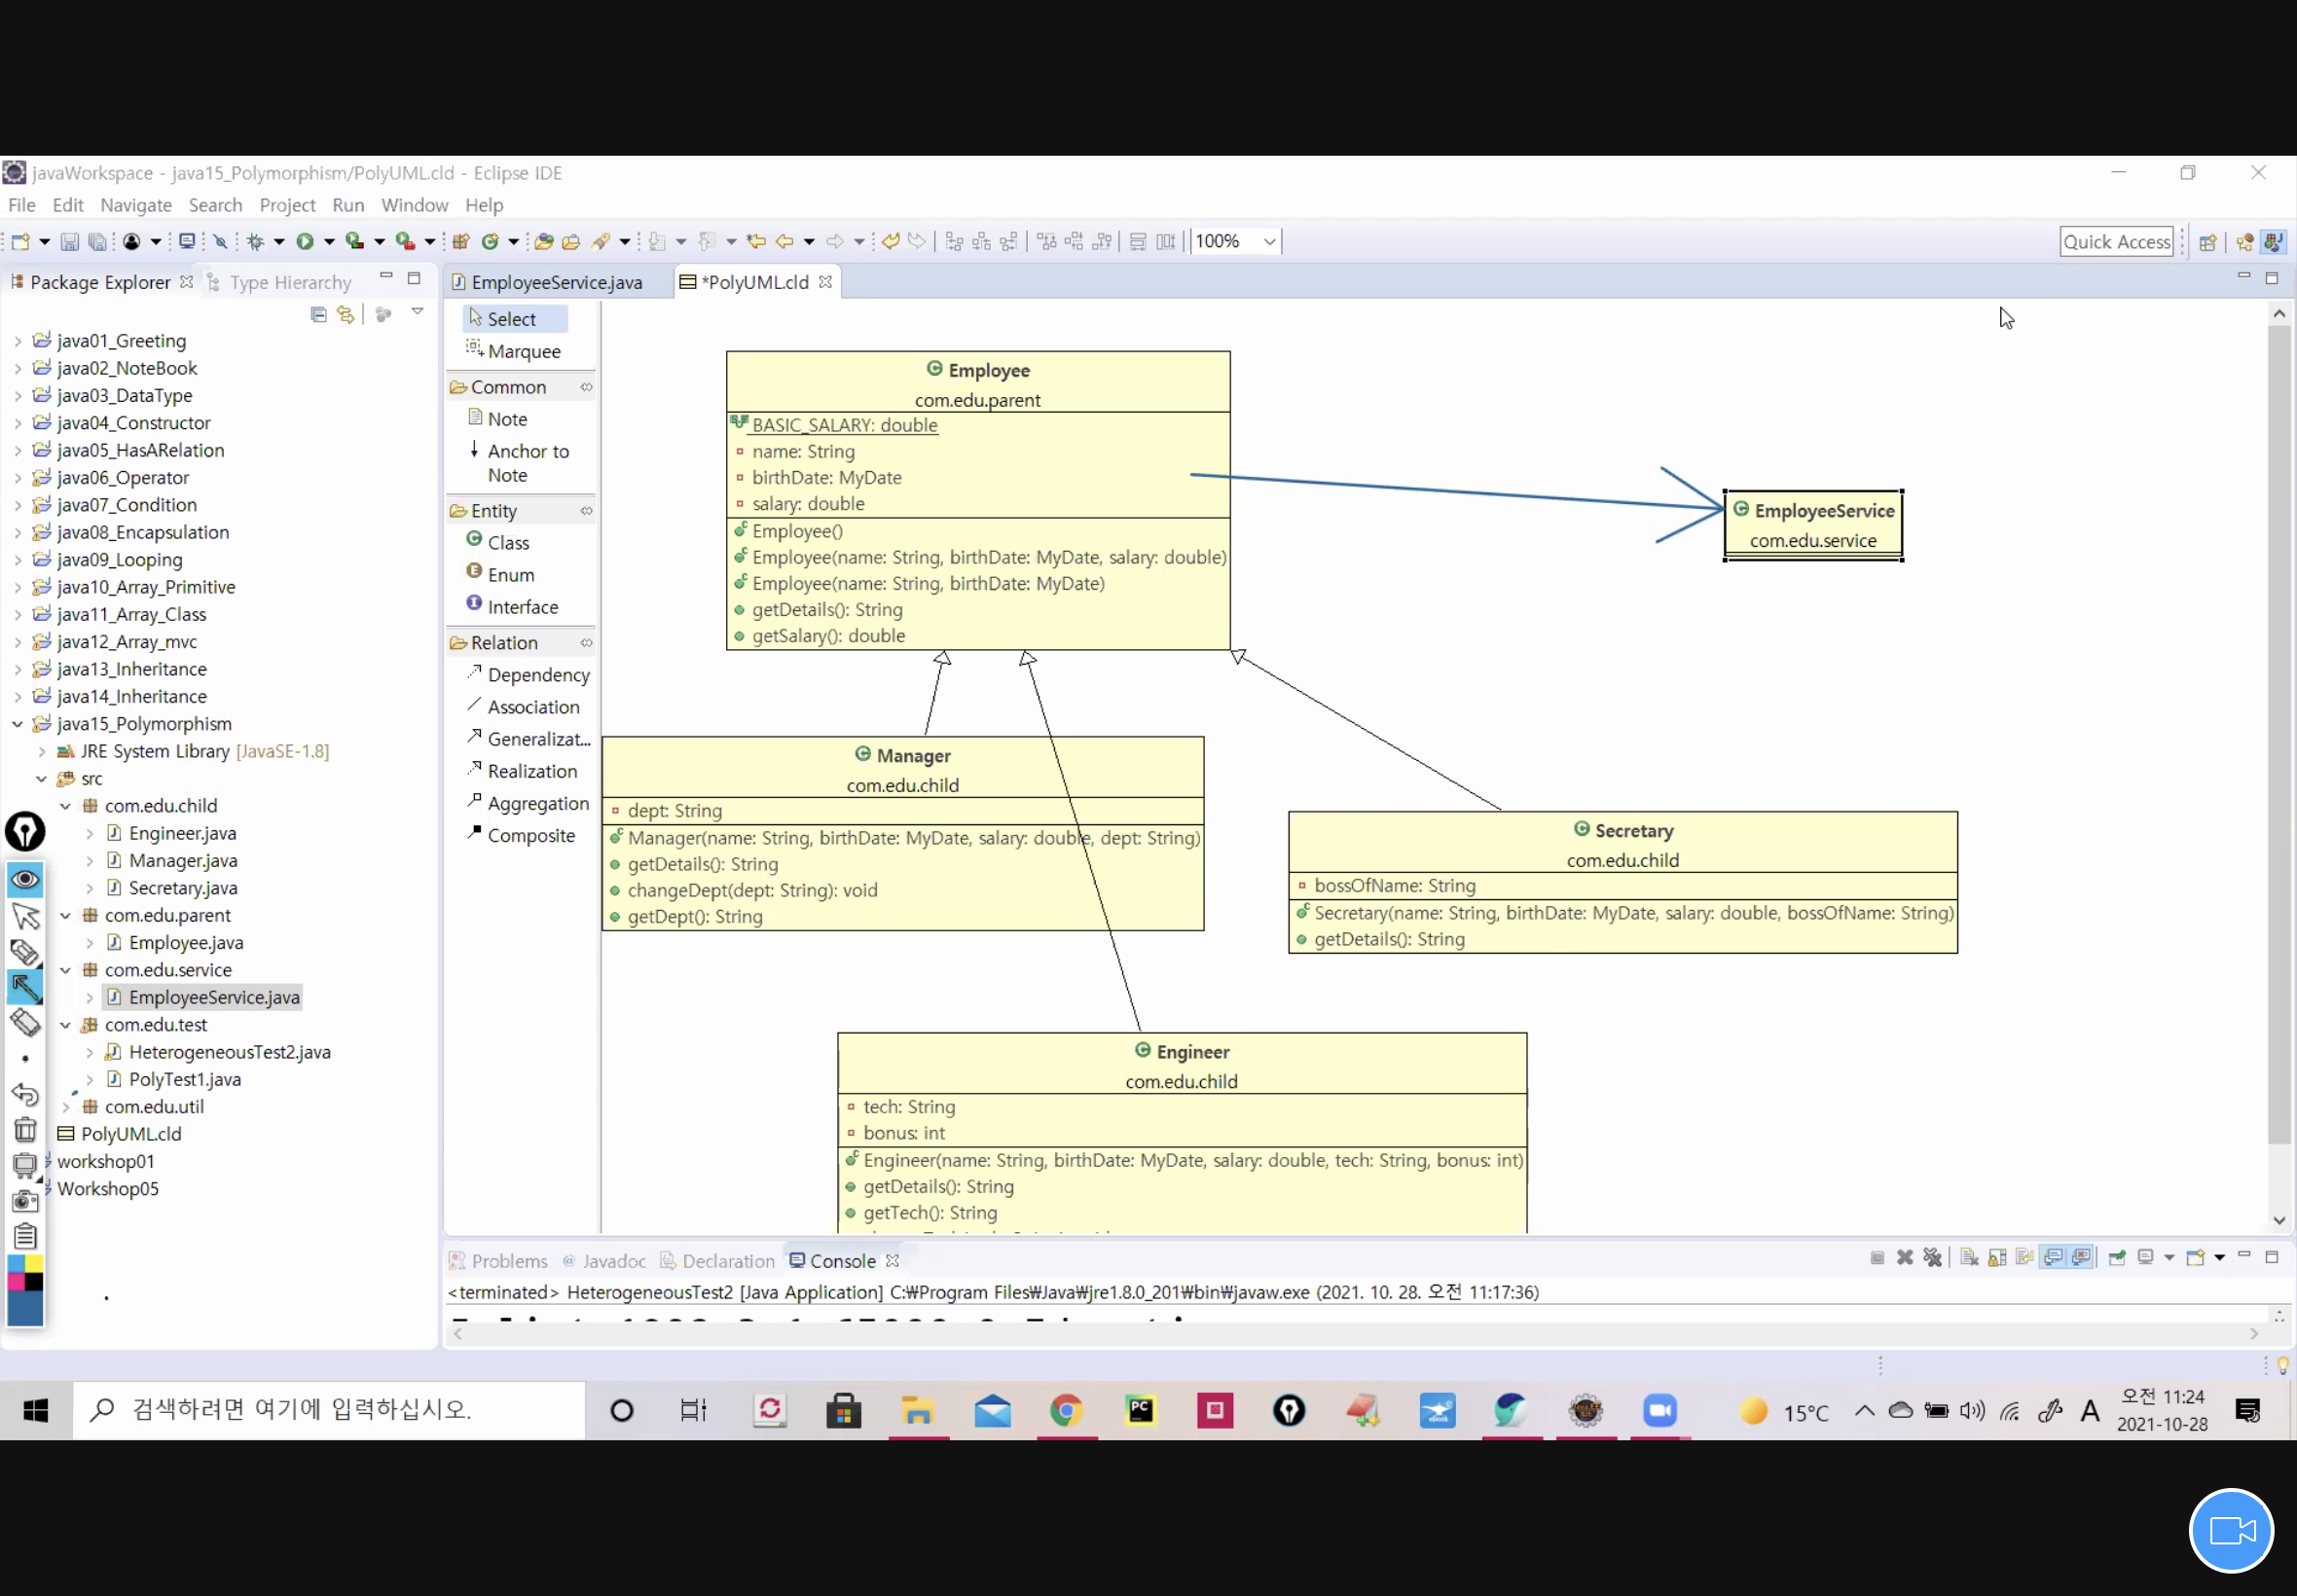 javaWorkspace - java15_Polymorphism/PolyUML.cld - Eclipse IDE
File Edit Navigate Search Project Run Window Help
100%
Quick Access
Package Explorer
Type Hierarchy
java01_Greeting
java02_NoteBook
java03_DataType
java04_Constructor
java05_HasARelation
java06_Operator
java07_Condition
java08_Encapsulation
java09_Looping
java10_Array_Primitive
java11_Array_Class
java12_Array_mvc
java13_Inheritance
java14_Inheritance
java15_Polymorphism
JRE System Library [JavaSE-1.8]
src
com.edu.child
Engineer.java
Manager.java
Secretary.java
com.edu.parent
Employee.java
com.edu.service
EmployeeService.java
com.edu.test
HeterogeneousTest2.java
PolyTest1.java
com.edu.util
PolyUML.cld
workshop01
Workshop05
EmployeeService.java
*PolyUML.cld
Select
Marquee
Common
Note
Anchor to
Note
Entity
Class
Enum
Interface
Relation
Dependency
Association
Generalizat...
Realization
Aggregation
Composite
Employee
com.edu.parent
BASIC_SALARY: double
name: String
birthDate: MyDate
salary: double
Employee()
Employee(name: String, birthDate: MyDate, salary: double)
Employee(name: String, birthDate: MyDate)
getDetails(): String
getSalary(): double
EmployeeService
com.edu.service
Manager
com.edu.child
dept: String
Manager(name: String, birthDate: MyDate, salary: double, dept: String)
getDetails(): String
changeDept(dept: String): void
getDept(): String
Secretary
com.edu.child
bossOfName: String
Secretary(name: String, birthDate: MyDate, salary: double, bossOfName: String)
getDetails(): String
Engineer
com.edu.child
tech: String
bonus: int
Engineer(name: String, birthDate: MyDate, salary: double, tech: String, bonus: int)
getDetails(): String
getTech(): String
Problems
Javadoc
Declaration
Console
<terminated> HeterogeneousTest2 [Java Application] C:₩Program Files₩Java₩jre1.8.0_201₩bin₩javaw.exe (2021. 10. 28. 오전 11:17:36)
검색하려면 여기에 입력하십시오.
PC
15°C
A
오전 11:24
2021-10-28